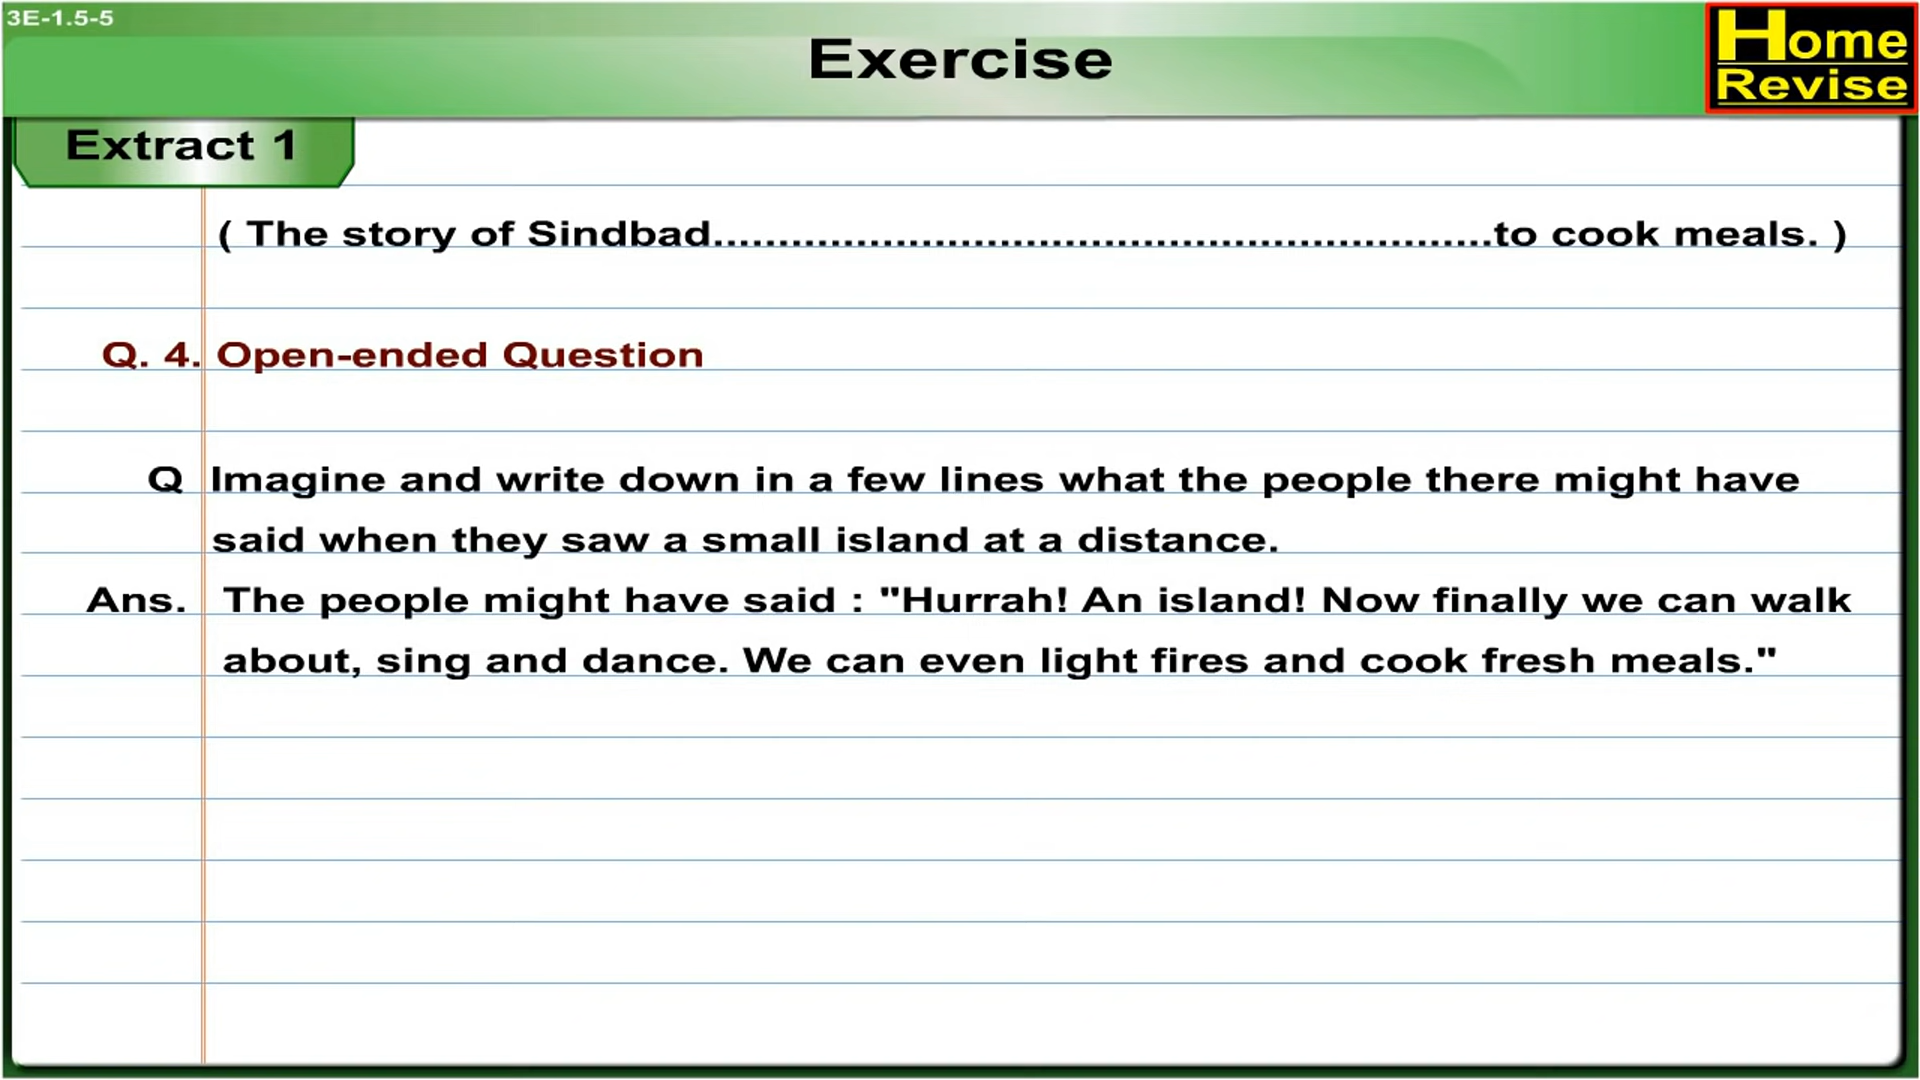 3E-1.5-5
Exercise
Home
Revise
Extract 1
( The story of Sindbad............................................................to cook meals. )
Q. 4. Open-ended Question
Q Imagine and write down in a few lines what the people there might have
said when they saw a small island at a distance.
Ans. The people might have said : "Hurrah! An island! Now finally we can walk
about, sing and dance. We can even light fires and cook fresh meals."